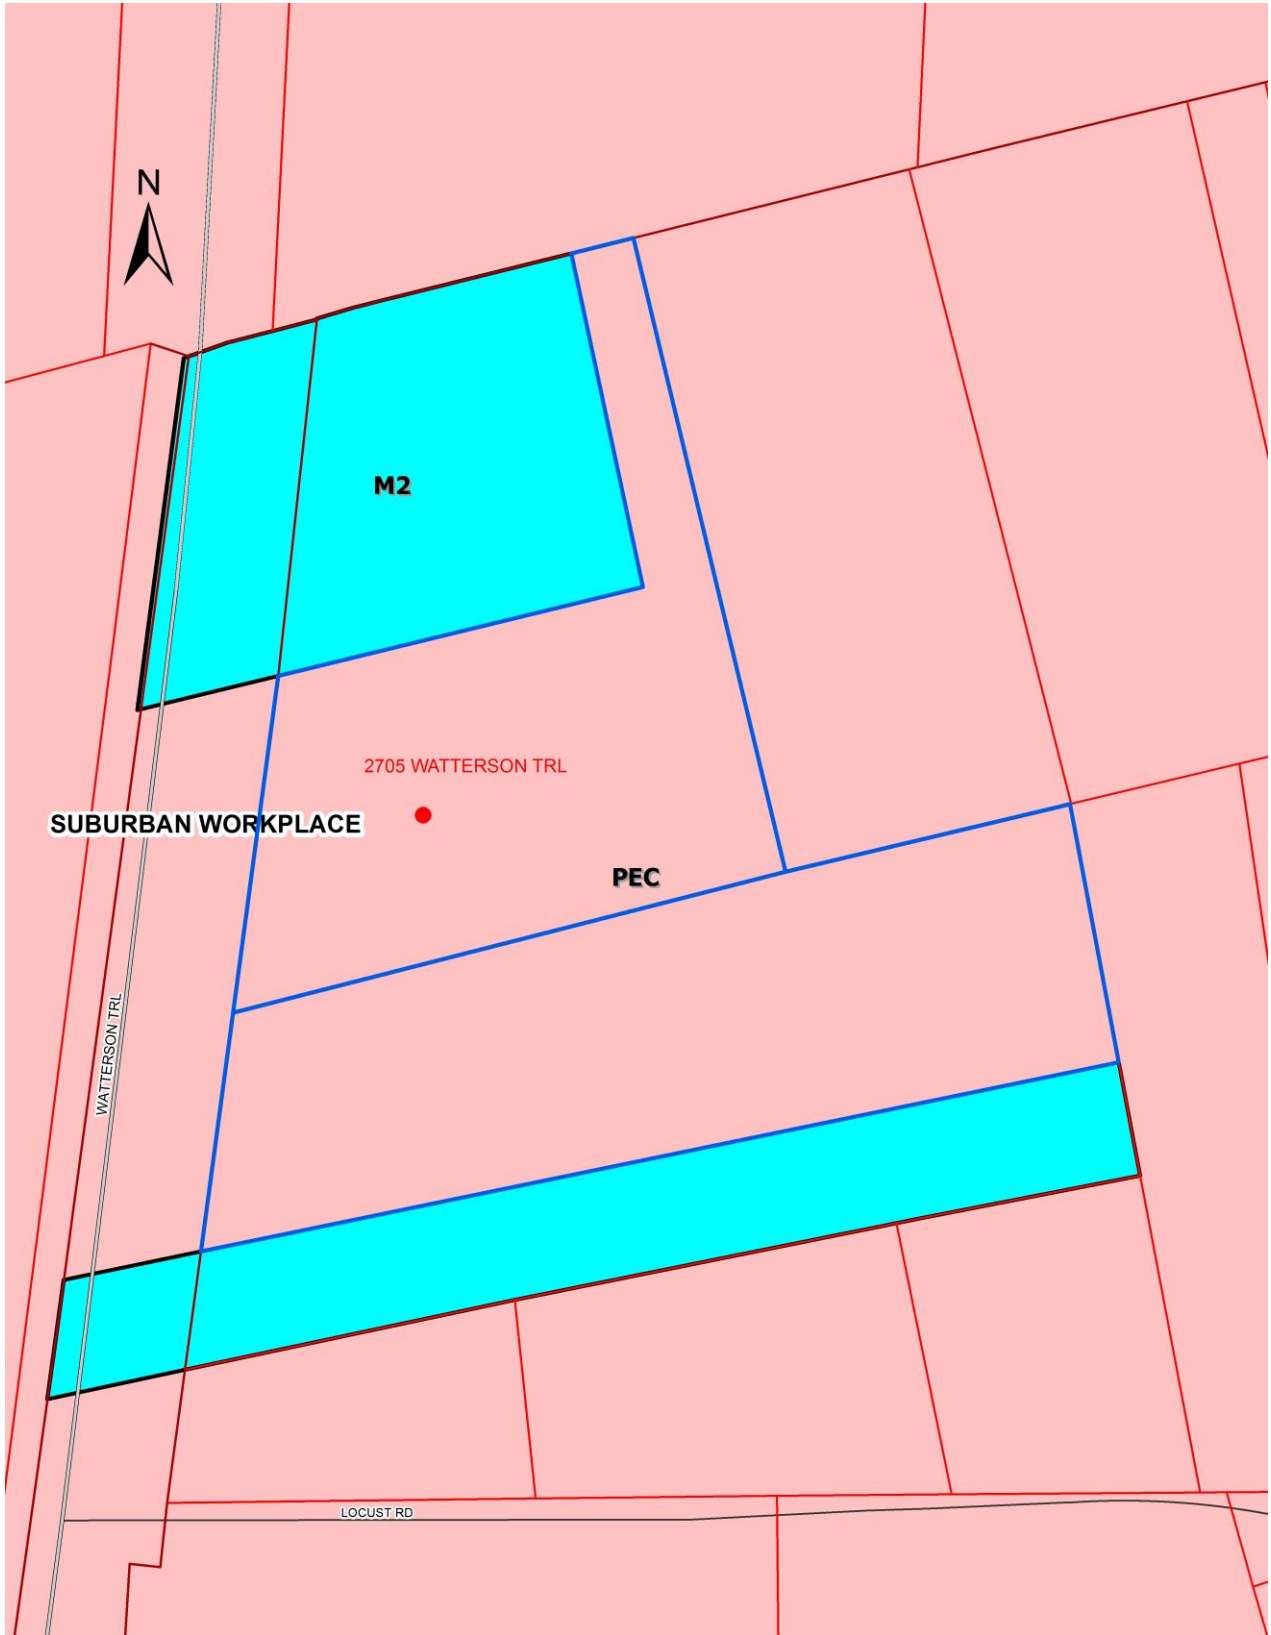 N
M2
2705 WATTERSON TRL
SUBURBAN WORKPLACE
PEC
WATTERSON TRL
LOCUST RD